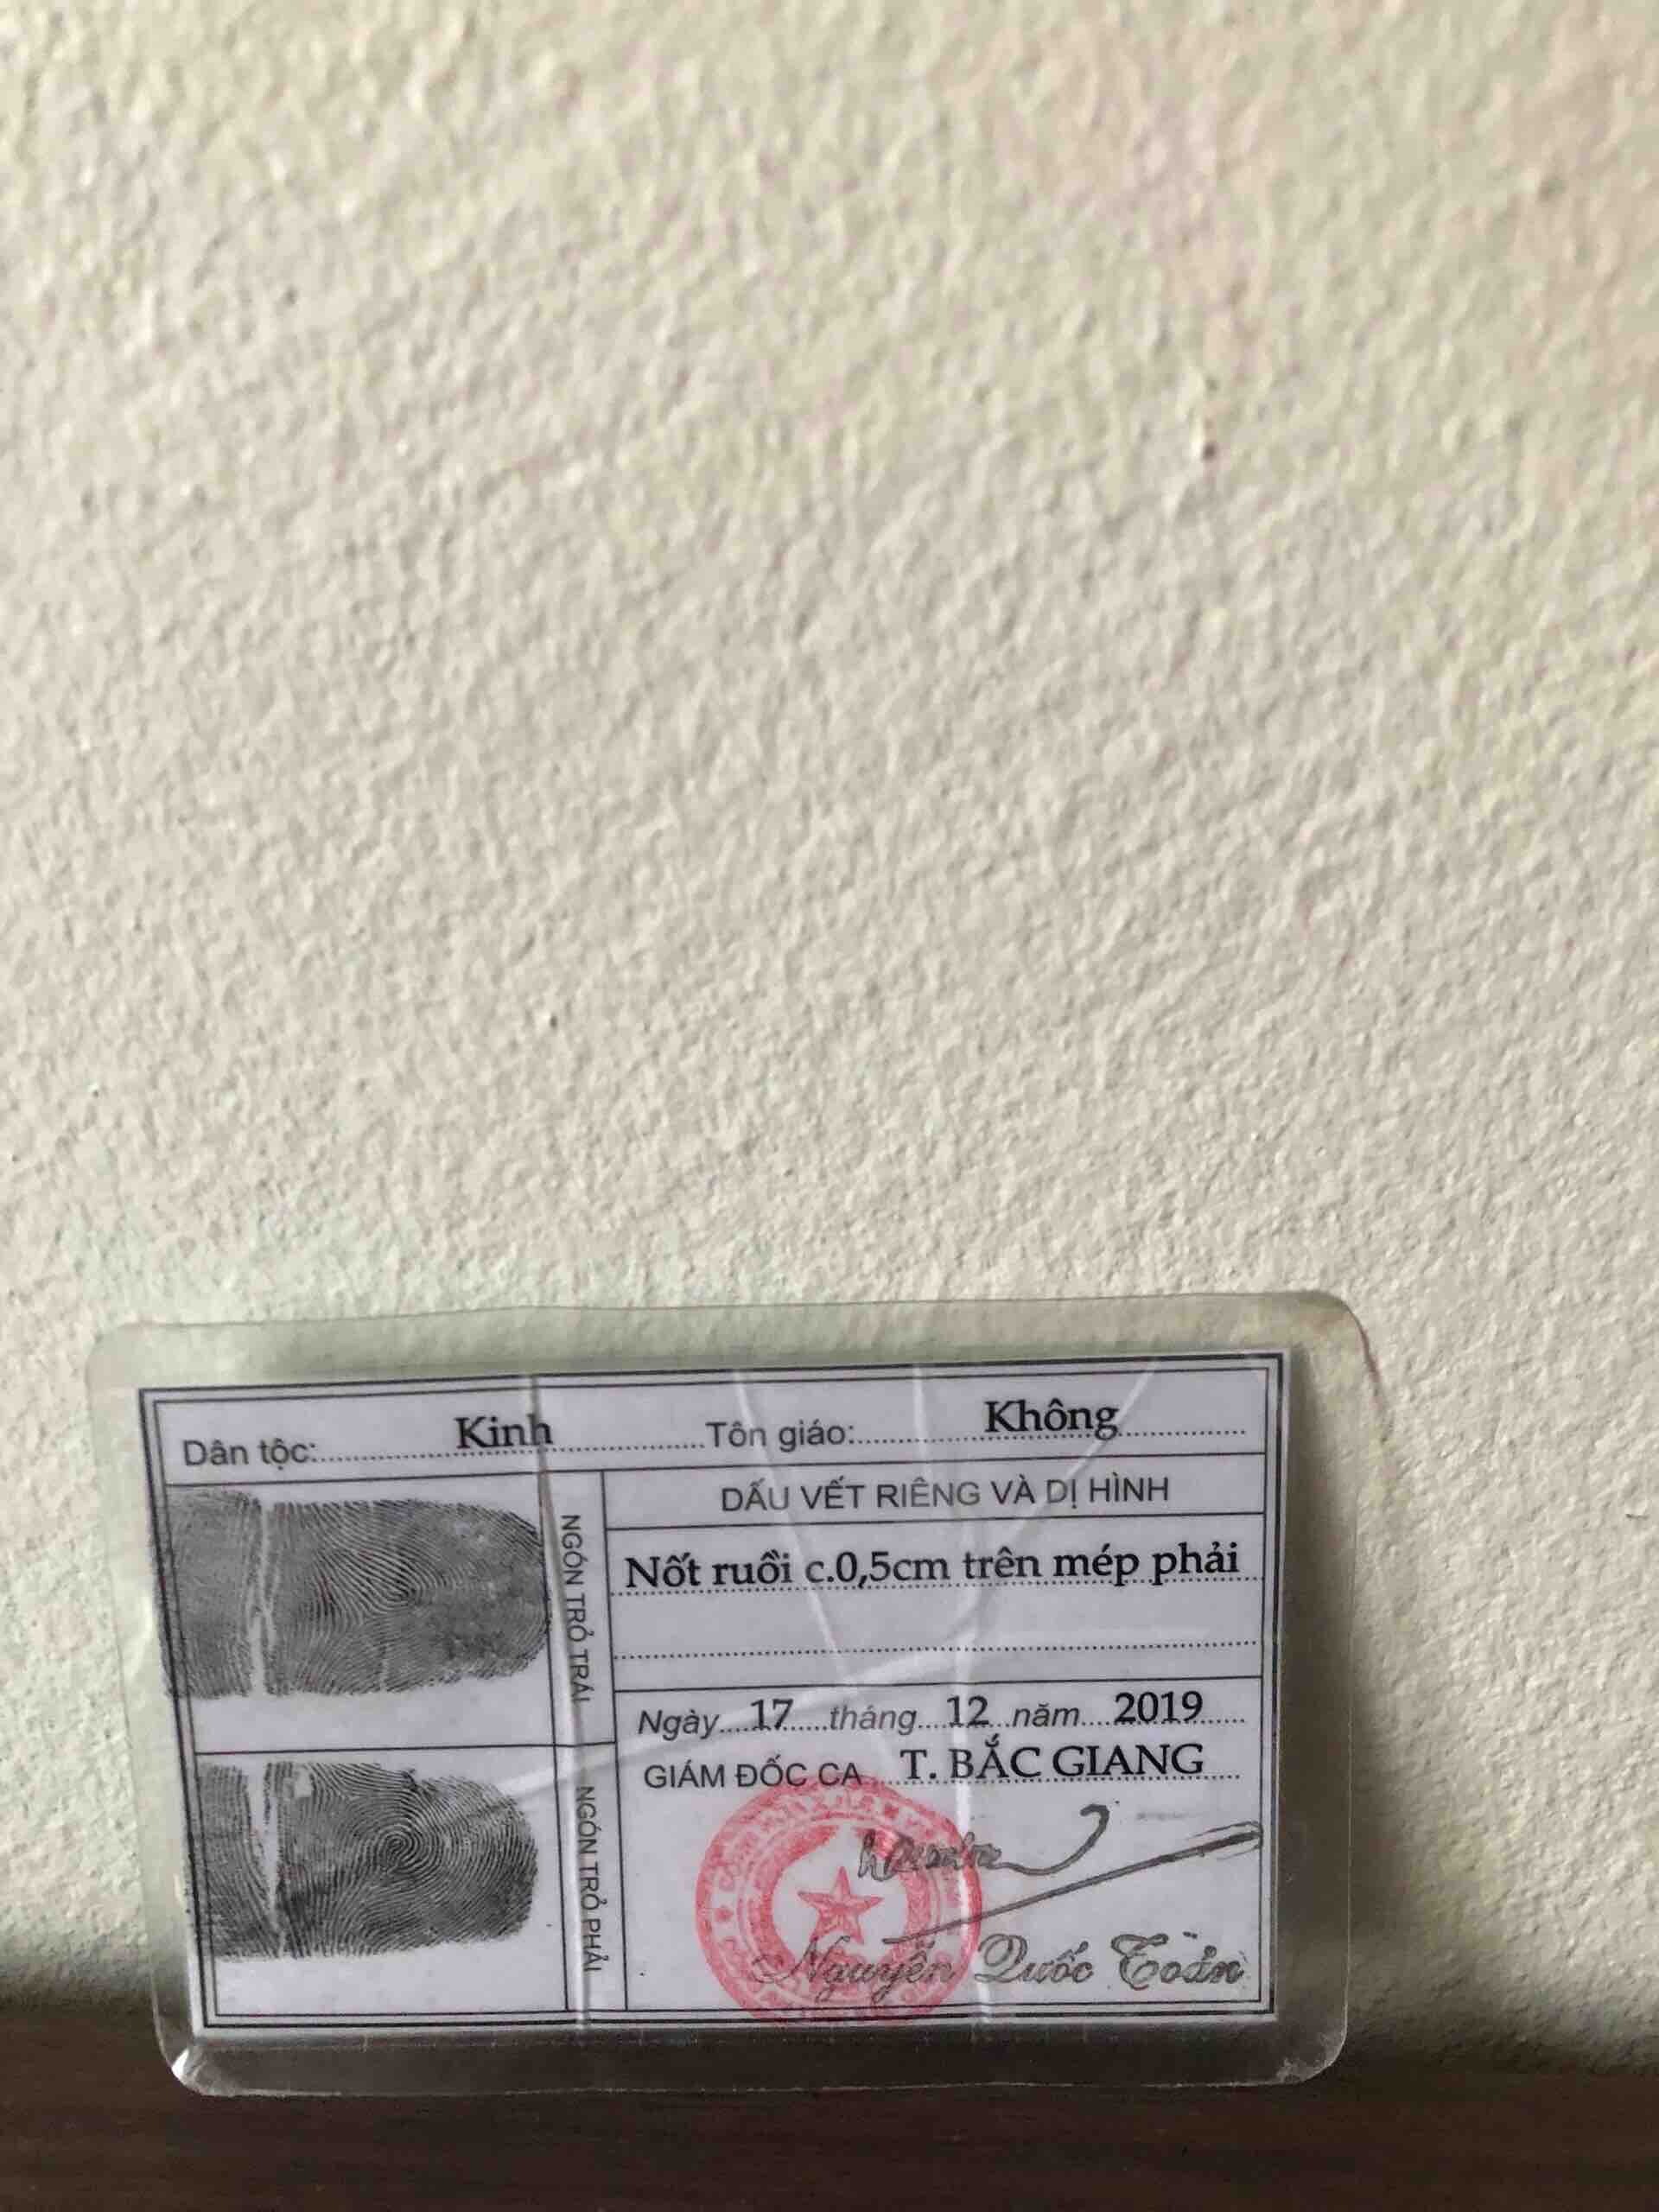 Dân tộc: Kinh Tôn giáo: Không
DẤU VẾT RIÊNG VÀ DỊ HÌNH
NGÓN TRỎ TRÁI
Nốt ruồi c.0,5cm trên mép phải
Ngày 17 tháng 12 năm 2019
GIÁM ĐỐC CA T. BẮC GIANG
NGÓN TRỎ PHẢI
Nguyễn Quốc Toản